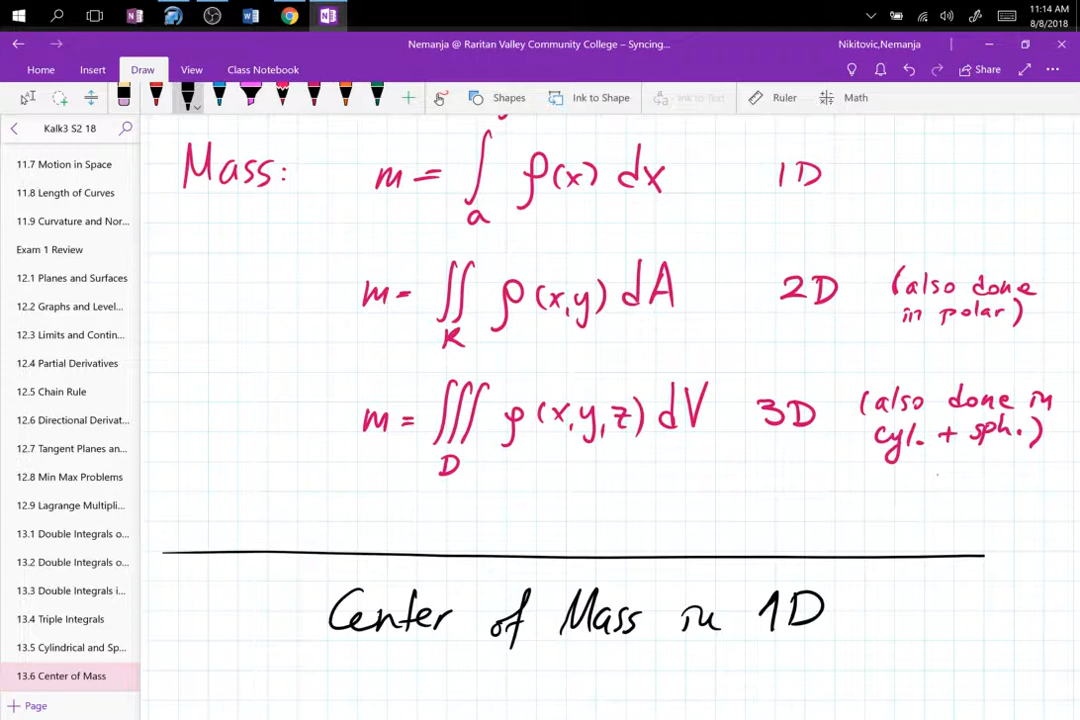 11:14 AM
8/8/2018
Nemanja @ Raritan Valley Community College – Syncing...
Nikitovic,Nemanja
Home Insert Draw View Class Notebook
Share
Shapes Ink to Shape Ink to Text Ruler Math
Kalk3 S2 18
11.7 Motion in Space
11.8 Length of Curves
11.9 Curvature and Nor...
Exam 1 Review
12.1 Planes and Surfaces
12.2 Graphs and Level...
12.3 Limits and Contin...
12.4 Partial Derivatives
12.5 Chain Rule
12.6 Directional Derivat...
12.7 Tangent Planes an...
12.8 Min Max Problems
12.9 Lagrange Multipli...
13.1 Double Integrals o...
13.2 Double Integrals o...
13.3 Double Integrals i...
13.4 Triple Integrals
13.5 Cylindrical and Sp...
13.6 Center of Mass
+ Page
Mass: m = ∫ ρ(x) dx 1D
a
m = ∬ ρ(x,y) dA 2D (also done
R in polar)
m = ∭ ρ(x,y,z) dV 3D (also done in
D cyl. + sph.)
Center of Mass in 1D